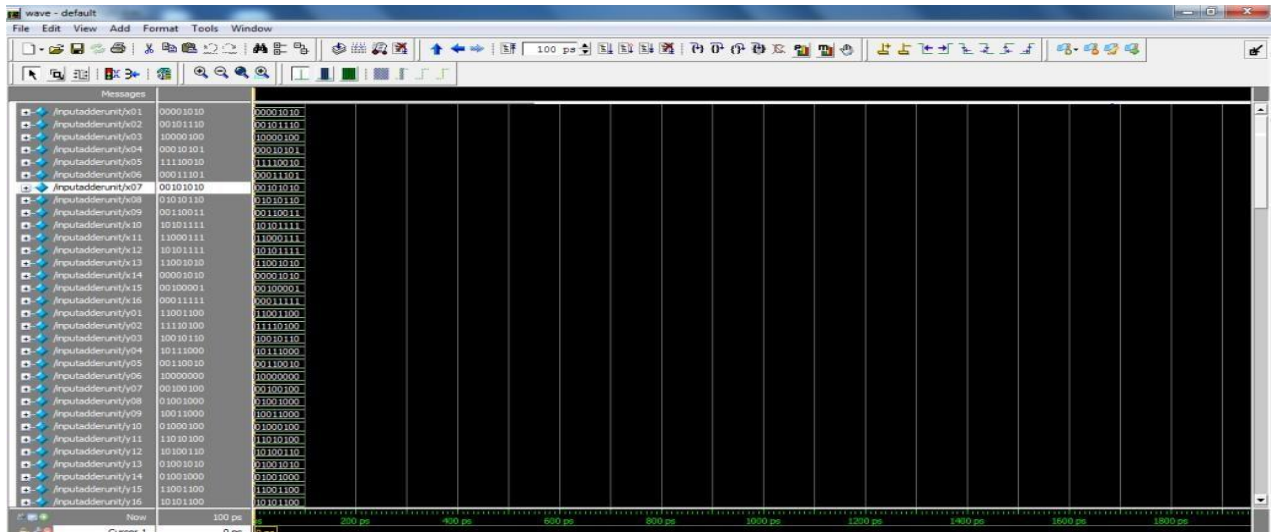 wave - default
File Edit View Add Format Tools Window
100 ps
Messages
/inputadderunit/x01 00001010 00001010
/inputadderunit/x02 00101110 00101110
/inputadderunit/x03 10000100 10000100
/inputadderunit/x04 00010101 00010101
/inputadderunit/x05 11110010 11110010
/inputadderunit/x06 00011101 00011101
/inputadderunit/x07 00101010 00101010
/inputadderunit/x08 01010110 01010110
/inputadderunit/x09 00110011 00110011
/inputadderunit/x10 10101111 10101111
/inputadderunit/x11 11000111 11000111
/inputadderunit/x12 10101111 10101111
/inputadderunit/x13 11001010 11001010
/inputadderunit/x14 00001010 00001010
/inputadderunit/x15 00100001 00100001
/inputadderunit/x16 00011111 00011111
/inputadderunit/y01 11001100 11001100
/inputadderunit/y02 11110100 11110100
/inputadderunit/y03 10010110 10010110
/inputadderunit/y04 10111000 10111000
/inputadderunit/y05 00110010 00110010
/inputadderunit/y06 10000000 10000000
/inputadderunit/y07 00100100 00100100
/inputadderunit/y08 01001000 01001000
/inputadderunit/y09 10011000 10011000
/inputadderunit/y10 01000100 01000100
/inputadderunit/y11 11010100 11010100
/inputadderunit/y12 10100110 10100110
/inputadderunit/y13 01001010 01001010
/inputadderunit/y14 01001000 01001000
/inputadderunit/y15 11001100 11001100
/inputadderunit/y16 10101100 10101100
Now 100 ps ps 200 ps 400 ps 600 ps 800 ps 1000 ps 1200 ps 1400 ps 1600 ps 1800 ps
Cursor 1 0 ps 0 ps